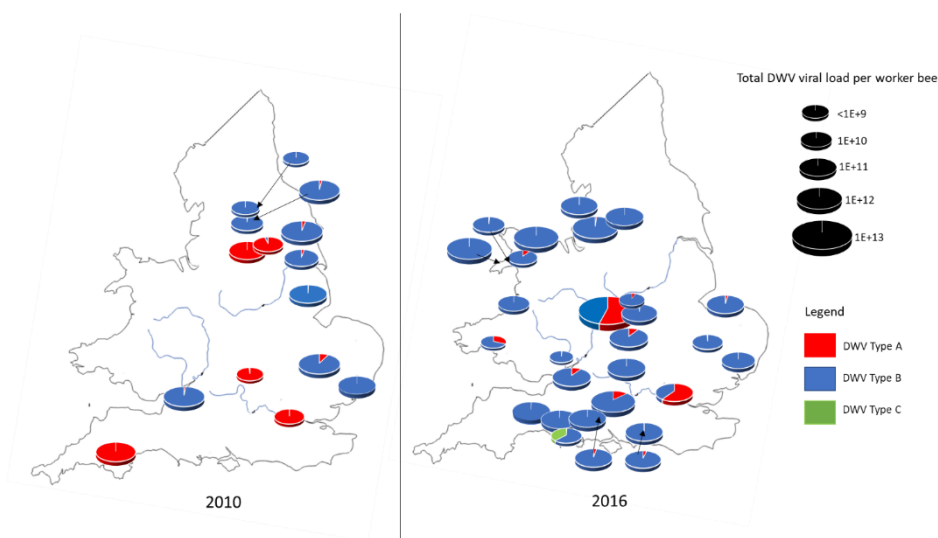 Total DWV viral load per worker bee
<1E+9
1E+10
1E+11
1E+12
1E+13
Legend
DWV Type A
DWV Type B
DWV Type C
2010
2016